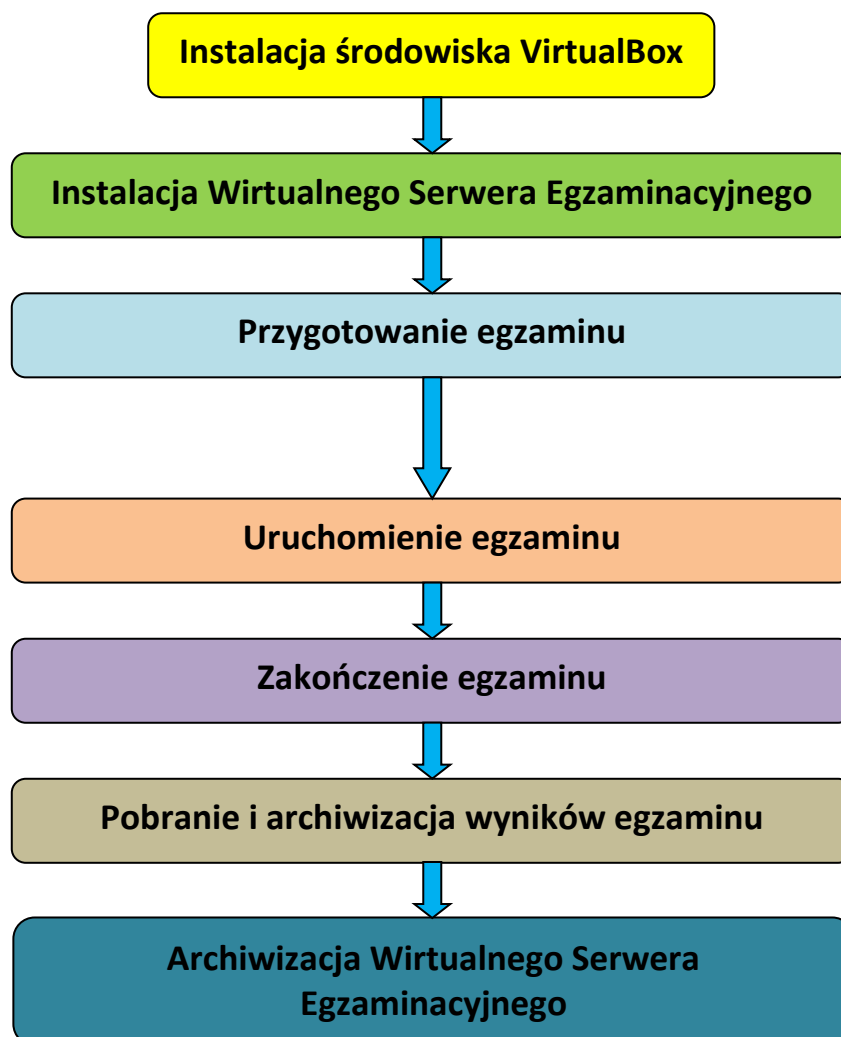 Instalacja środowiska VirtualBox
Instalacja Wirtualnego Serwera Egzaminacyjnego
Przygotowanie egzaminu
Uruchomienie egzaminu
Zakończenie egzaminu
Pobranie i archiwizacja wyników egzaminu
Archiwizacja Wirtualnego Serwera
Egzaminacyjnego